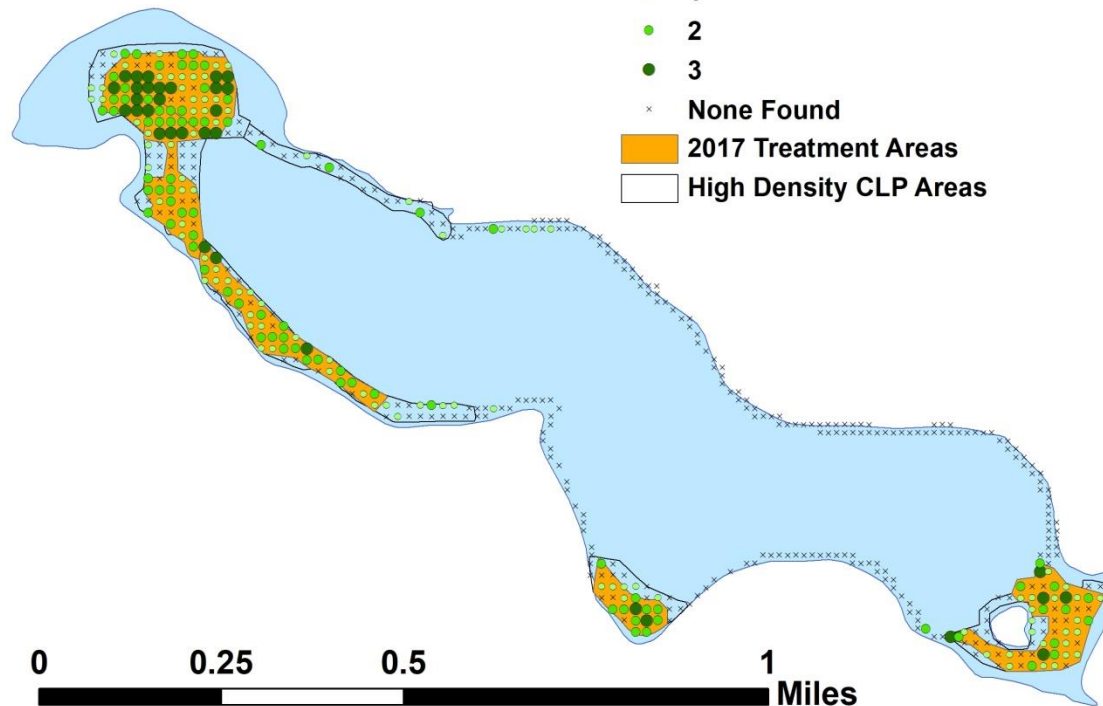 2
3
None Found
2017 Treatment Areas
High Density CLP Areas
0 0.25 0.5 1
Miles